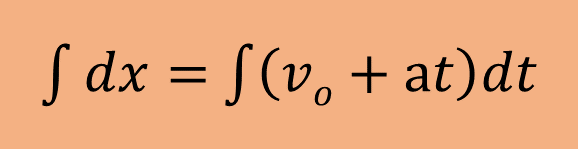 ∫ dx = ∫(vₒ + at)dt